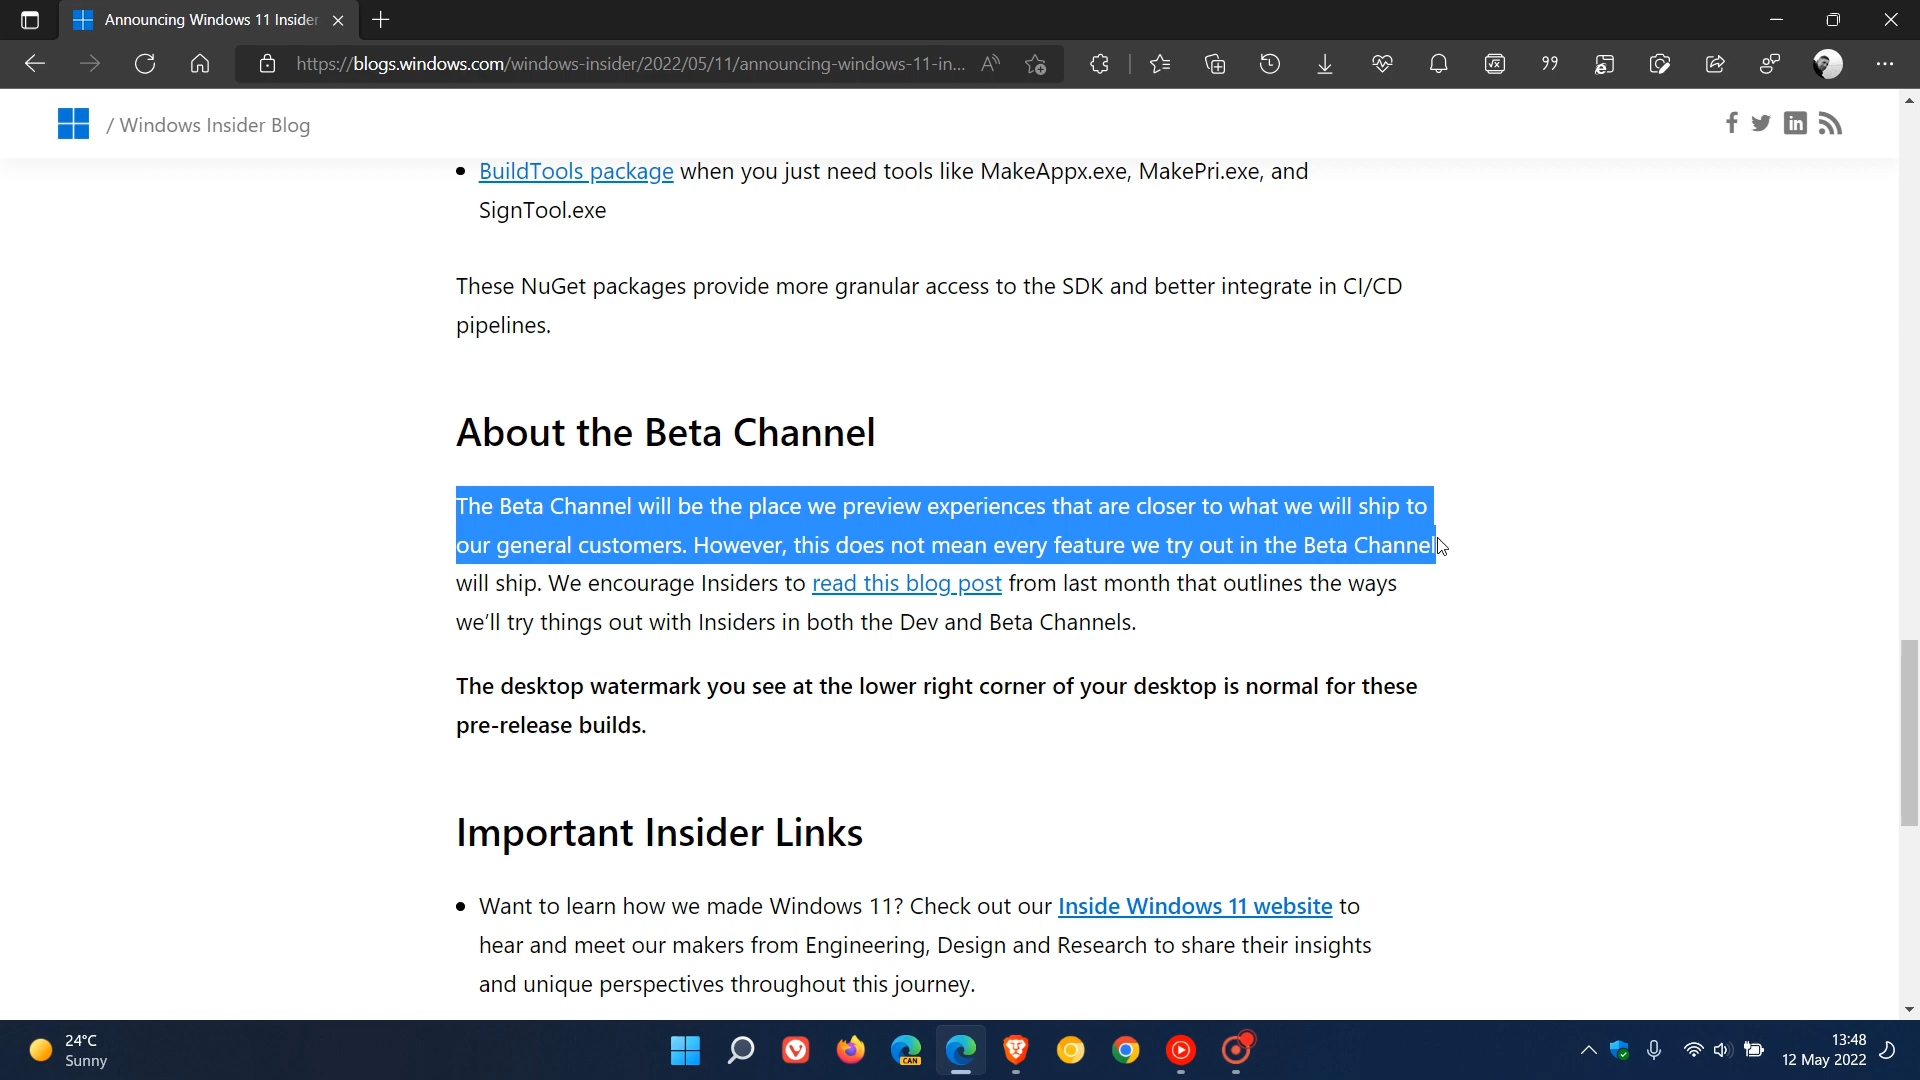 Announcing Windows 11 Insider
https://blogs.windows.com/windows-insider/2022/05/11/announcing-windows-11-in...
/ Windows Insider Blog
• BuildTools package when you just need tools like MakeAppx.exe, MakePri.exe, and
SignTool.exe
These NuGet packages provide more granular access to the SDK and better integrate in CI/CD
pipelines.
About the Beta Channel
The Beta Channel will be the place we preview experiences that are closer to what we will ship to
our general customers. However, this does not mean every feature we try out in the Beta Channel
will ship. We encourage Insiders to read this blog post from last month that outlines the ways
we’ll try things out with Insiders in both the Dev and Beta Channels.
The desktop watermark you see at the lower right corner of your desktop is normal for these
pre-release builds.
Important Insider Links
• Want to learn how we made Windows 11? Check out our Inside Windows 11 website to
hear and meet our makers from Engineering, Design and Research to share their insights
and unique perspectives throughout this journey.
24°C
Sunny
CAN
13:48
12 May 2022